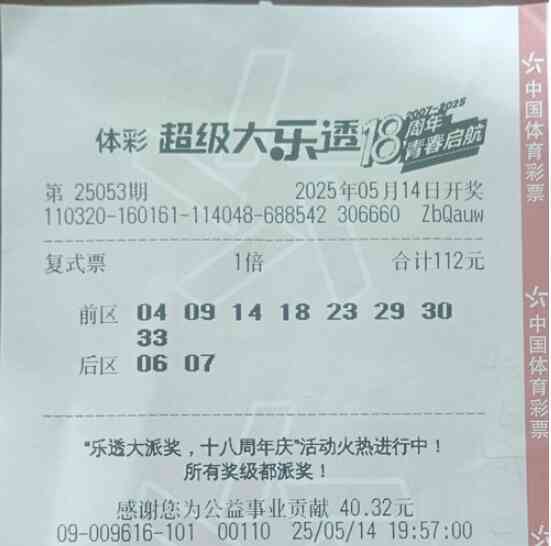 体彩 超级大乐透 18周年 2007-2025 青春启航
第 25053期 2025年05月14日开奖
110320-160161-114048-688542 306660 ZbQauw
复式票 1倍 合计112元
前区 04 09 14 18 23 29 30
33
后区 06 07
“乐透大派奖，十八周年庆”活动火热进行中！
所有奖级都派奖！
感谢您为公益事业贡献 40.32元
09-009616-101 00110 25/05/14 19:57:00
中国体育彩票
中国体育彩票